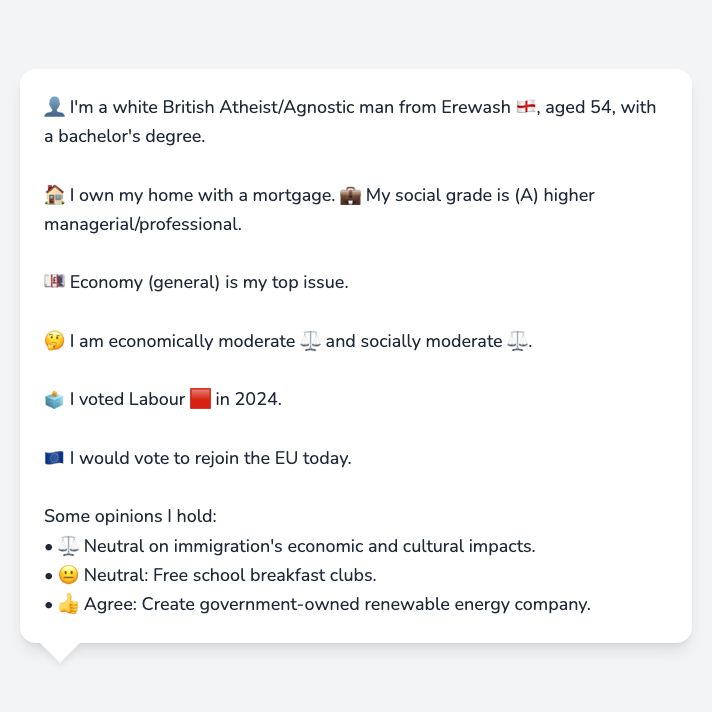 👤 I'm a white British Atheist/Agnostic man from Erewash 🏴󠁧󠁢󠁥󠁮󠁧󠁿, aged 54, with
a bachelor's degree.
🏠 I own my home with a mortgage. 💼 My social grade is (A) higher
managerial/professional.
💷 Economy (general) is my top issue.
🤔 I am economically moderate ⚖️ and socially moderate ⚖️.
🗳️ I voted Labour 🟥 in 2024.
🇪🇺 I would vote to rejoin the EU today.
Some opinions I hold:
• ⚖️ Neutral on immigration's economic and cultural impacts.
• 😐 Neutral: Free school breakfast clubs.
• 👍 Agree: Create government-owned renewable energy company.